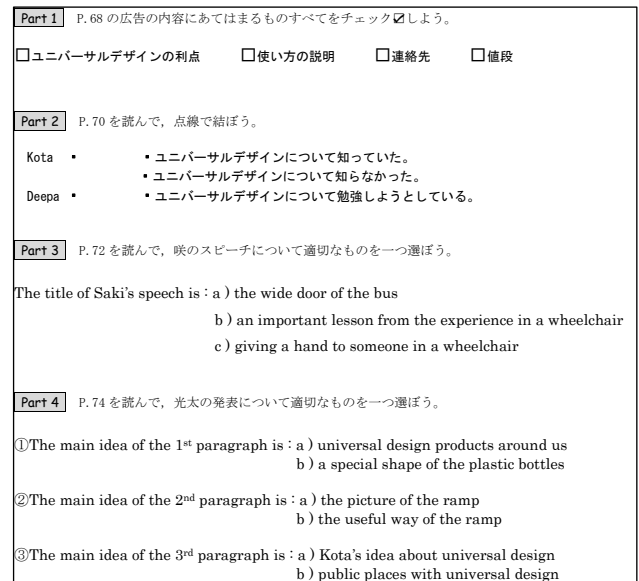 Part 1 P.68 の広告の内容にあてはまるものすべてをチェック☑しよう。
□ユニバーサルデザインの利点 □使い方の説明 □連絡先 □値段
Part 2 P.70 を読んで，点線で結ぼう。
Kota ・ ・ユニバーサルデザインについて知っていた。
・ユニバーサルデザインについて知らなかった。
Deepa ・ ・ユニバーサルデザインについて勉強しようとしている。
Part 3 P.72 を読んで，咲のスピーチについて適切なものを一つ選ぼう。
The title of Saki's speech is：a ) the wide door of the bus
b ) an important lesson from the experience in a wheelchair
c ) giving a hand to someone in a wheelchair
Part 4 P.74 を読んで，光太の発表について適切なものを一つ選ぼう。
①The main idea of the 1st paragraph is：a ) universal design products around us
b ) a special shape of the plastic bottles
②The main idea of the 2nd paragraph is：a ) the picture of the ramp
b ) the useful way of the ramp
③The main idea of the 3rd paragraph is：a ) Kota's idea about universal design
b ) public places with universal design